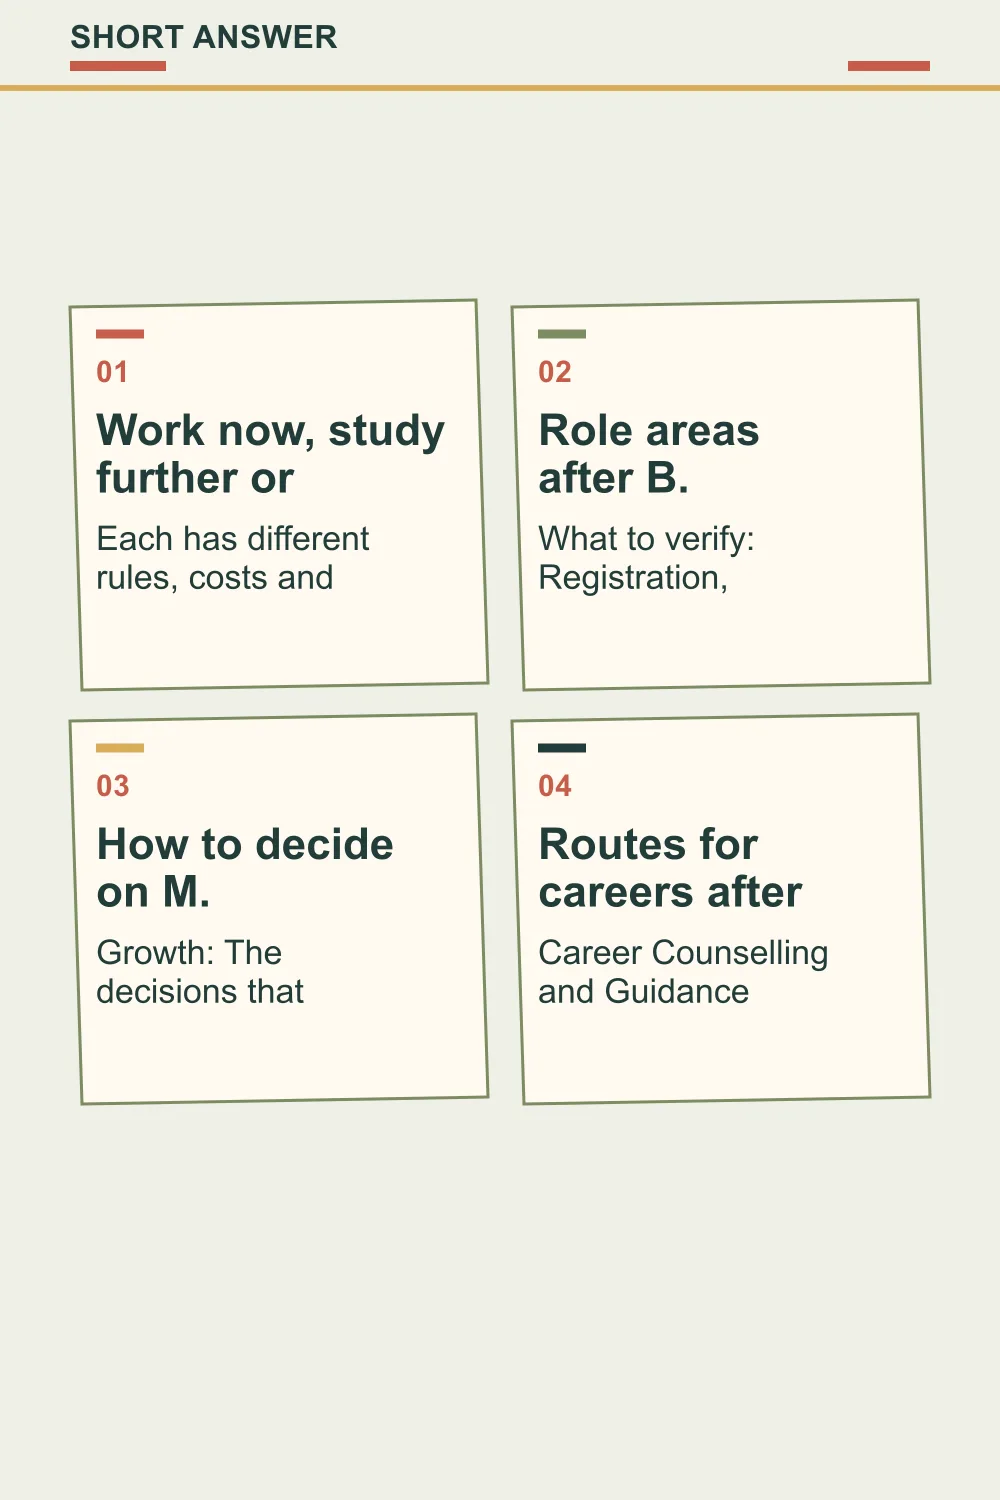 SHORT ANSWER
01
Work now, study
further or
Each has different
rules, costs and
02
Role areas
after B.
What to verify:
Registration,
03
How to decide
on M.
Growth: The
decisions that
04
Routes for
careers after
Career Counselling
and Guidance